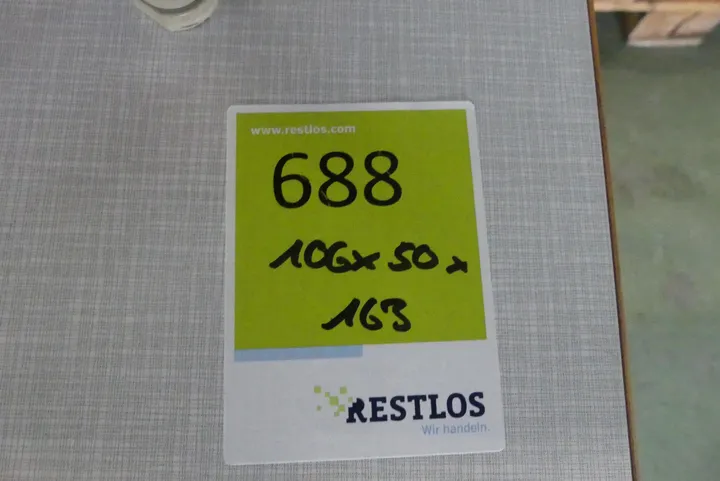 www.restlos.com
688
106x50x
163
RESTLOS
Wir handeln.